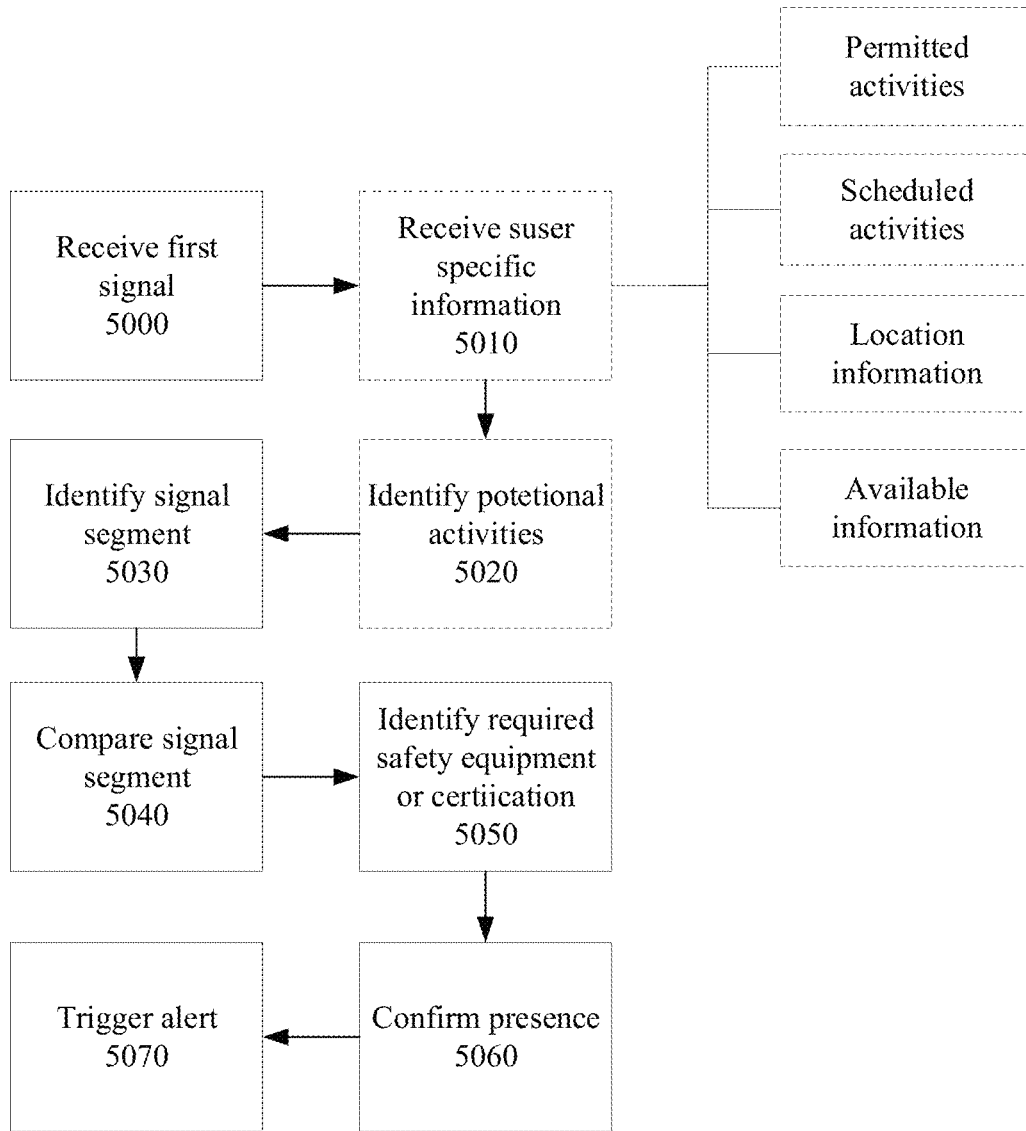 Receive first
signal
5000
Receive suser
specific
information
5010
Permitted
activities
Scheduled
activities
Location
information
Available
information
Identify potetional
activities
5020
Identify signal
segment
5030
Compare signal
segment
5040
Identify required
safety equipment
or certiication
5050
Confirm presence
5060
Trigger alert
5070